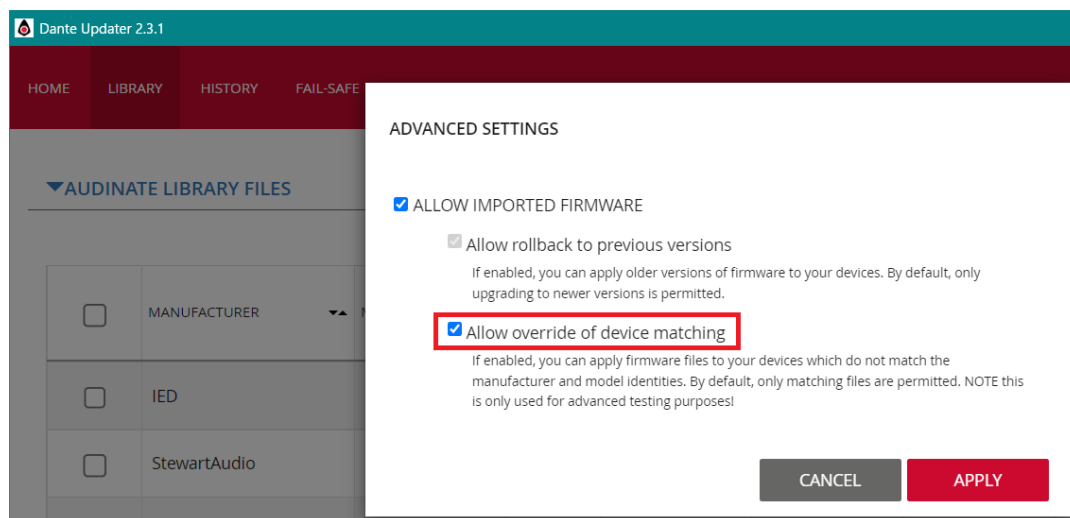 Dante Updater 2.3.1
HOME LIBRARY HISTORY FAIL-SAFE
AUDINATE LIBRARY FILES
MANUFACTURER
IED
StewartAudio
ADVANCED SETTINGS
ALLOW IMPORTED FIRMWARE
Allow rollback to previous versions
If enabled, you can apply older versions of firmware to your devices. By default, only
upgrading to newer versions is permitted.
Allow override of device matching
If enabled, you can apply firmware files to your devices which do not match the
manufacturer and model identities. By default, only matching files are permitted. NOTE this
is only used for advanced testing purposes!
CANCEL APPLY